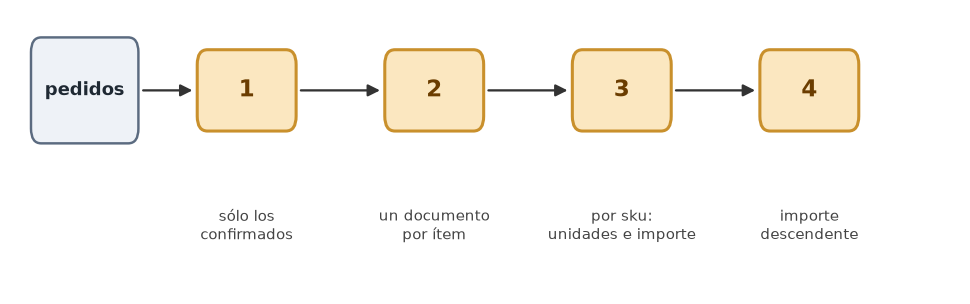 pedidos
1
2
3
4
sólo los
confirmados
un documento
por ítem
por sku:
unidades e importe
importe
descendente